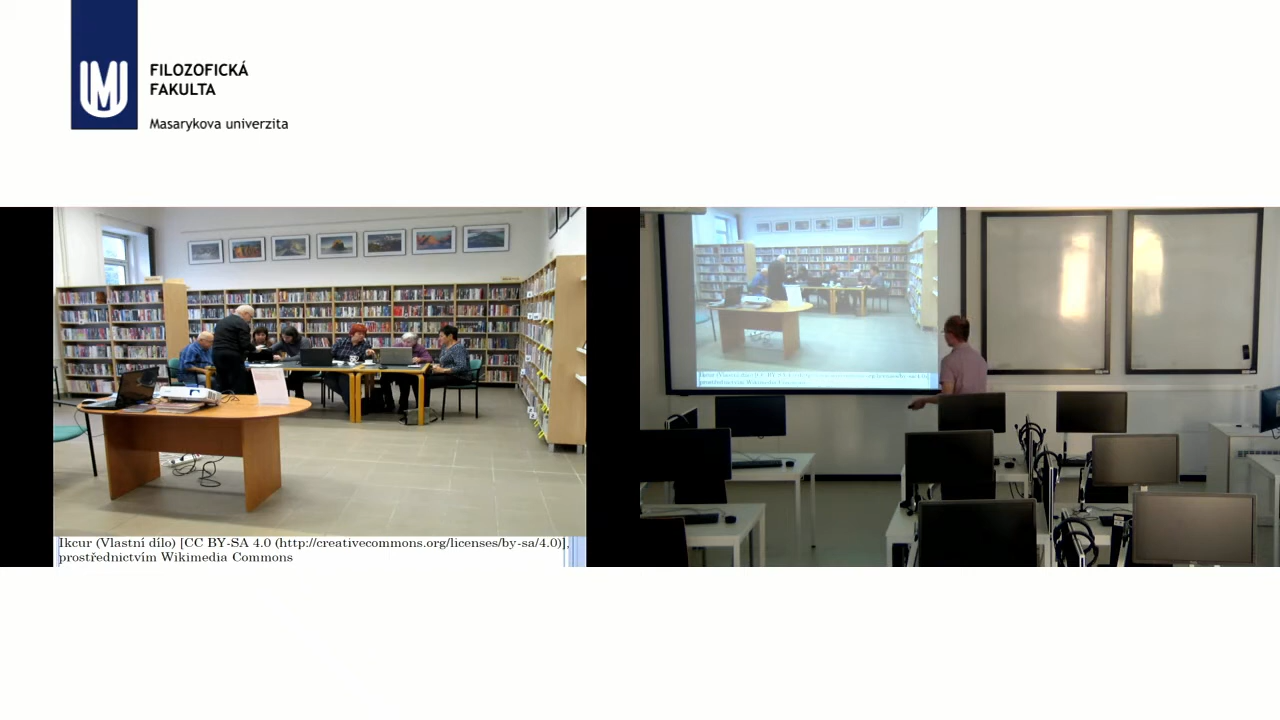 FILOZOFICKÁ
FAKULTA
Masarykova univerzita
Ikcur (Vlastní dílo) [CC BY-SA 4.0 (http://creativecommons.org/licenses/by-sa/4.0)],
prostřednictvím Wikimedia Commons